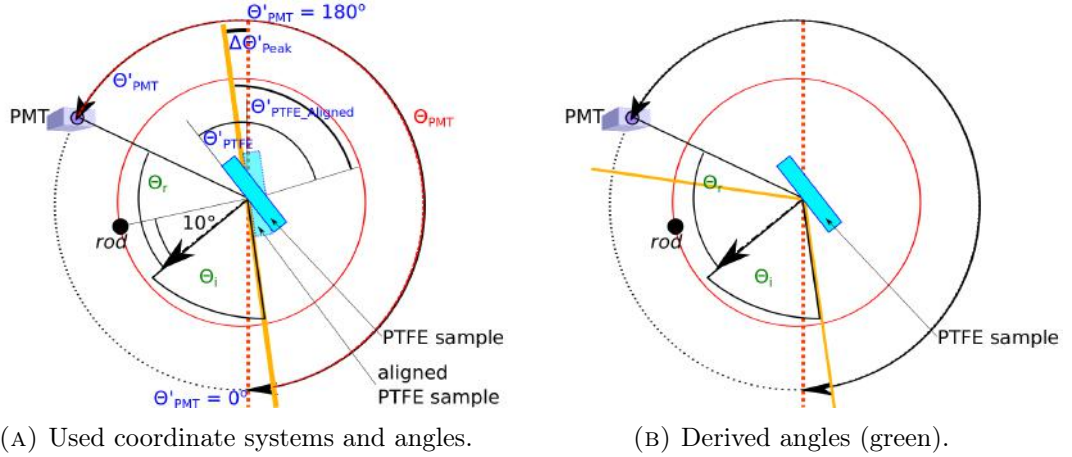 Θ'PMT = 180°
ΔΘ'Peak
Θ'PMT
PMT
Θ'PTFE_Aligned
ΘPMT
Θ'PTFE
Θr
10°
rod
Θi
PTFE sample
aligned
PTFE sample
Θ'PMT = 0°
(A) Used coordinate systems and angles.
PMT
Θr
rod
Θi
PTFE sample
(B) Derived angles (green).